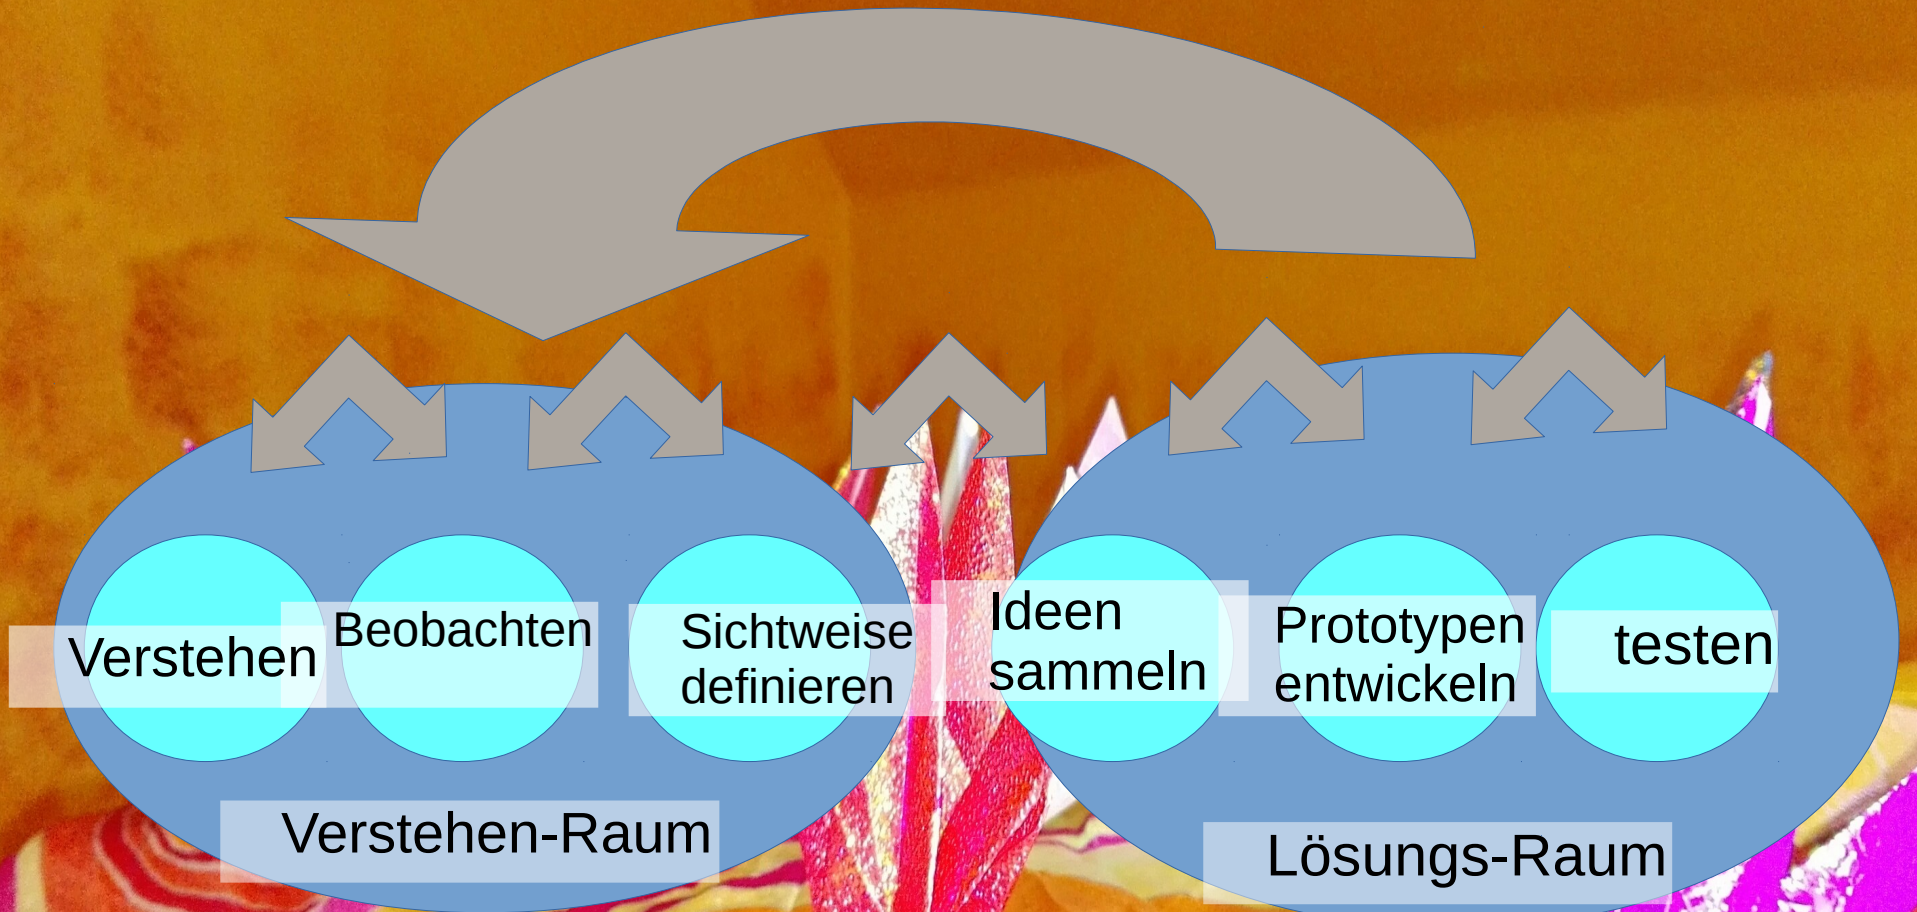 Verstehen
Beobachten
Sichtweise
definieren
Ideen
sammeln
Prototypen
entwickeln
testen
Verstehen-Raum
Lösungs-Raum